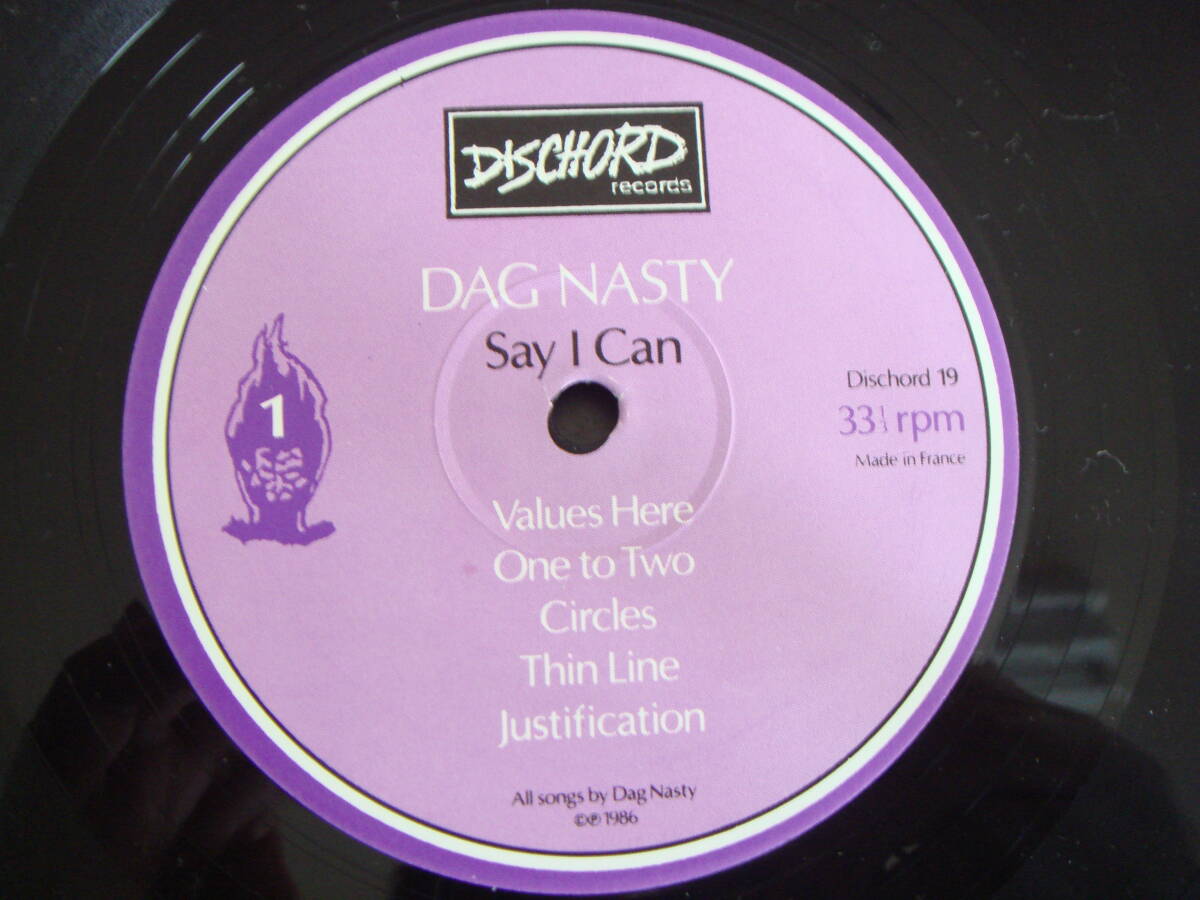 DISCHORD
records
DAG NASTY
Say I Can
1
Dischord 19
33⅓ rpm
Made in France
Values Here
One to Two
Circles
Thin Line
Justification
All songs by Dag Nasty
©℗ 1986